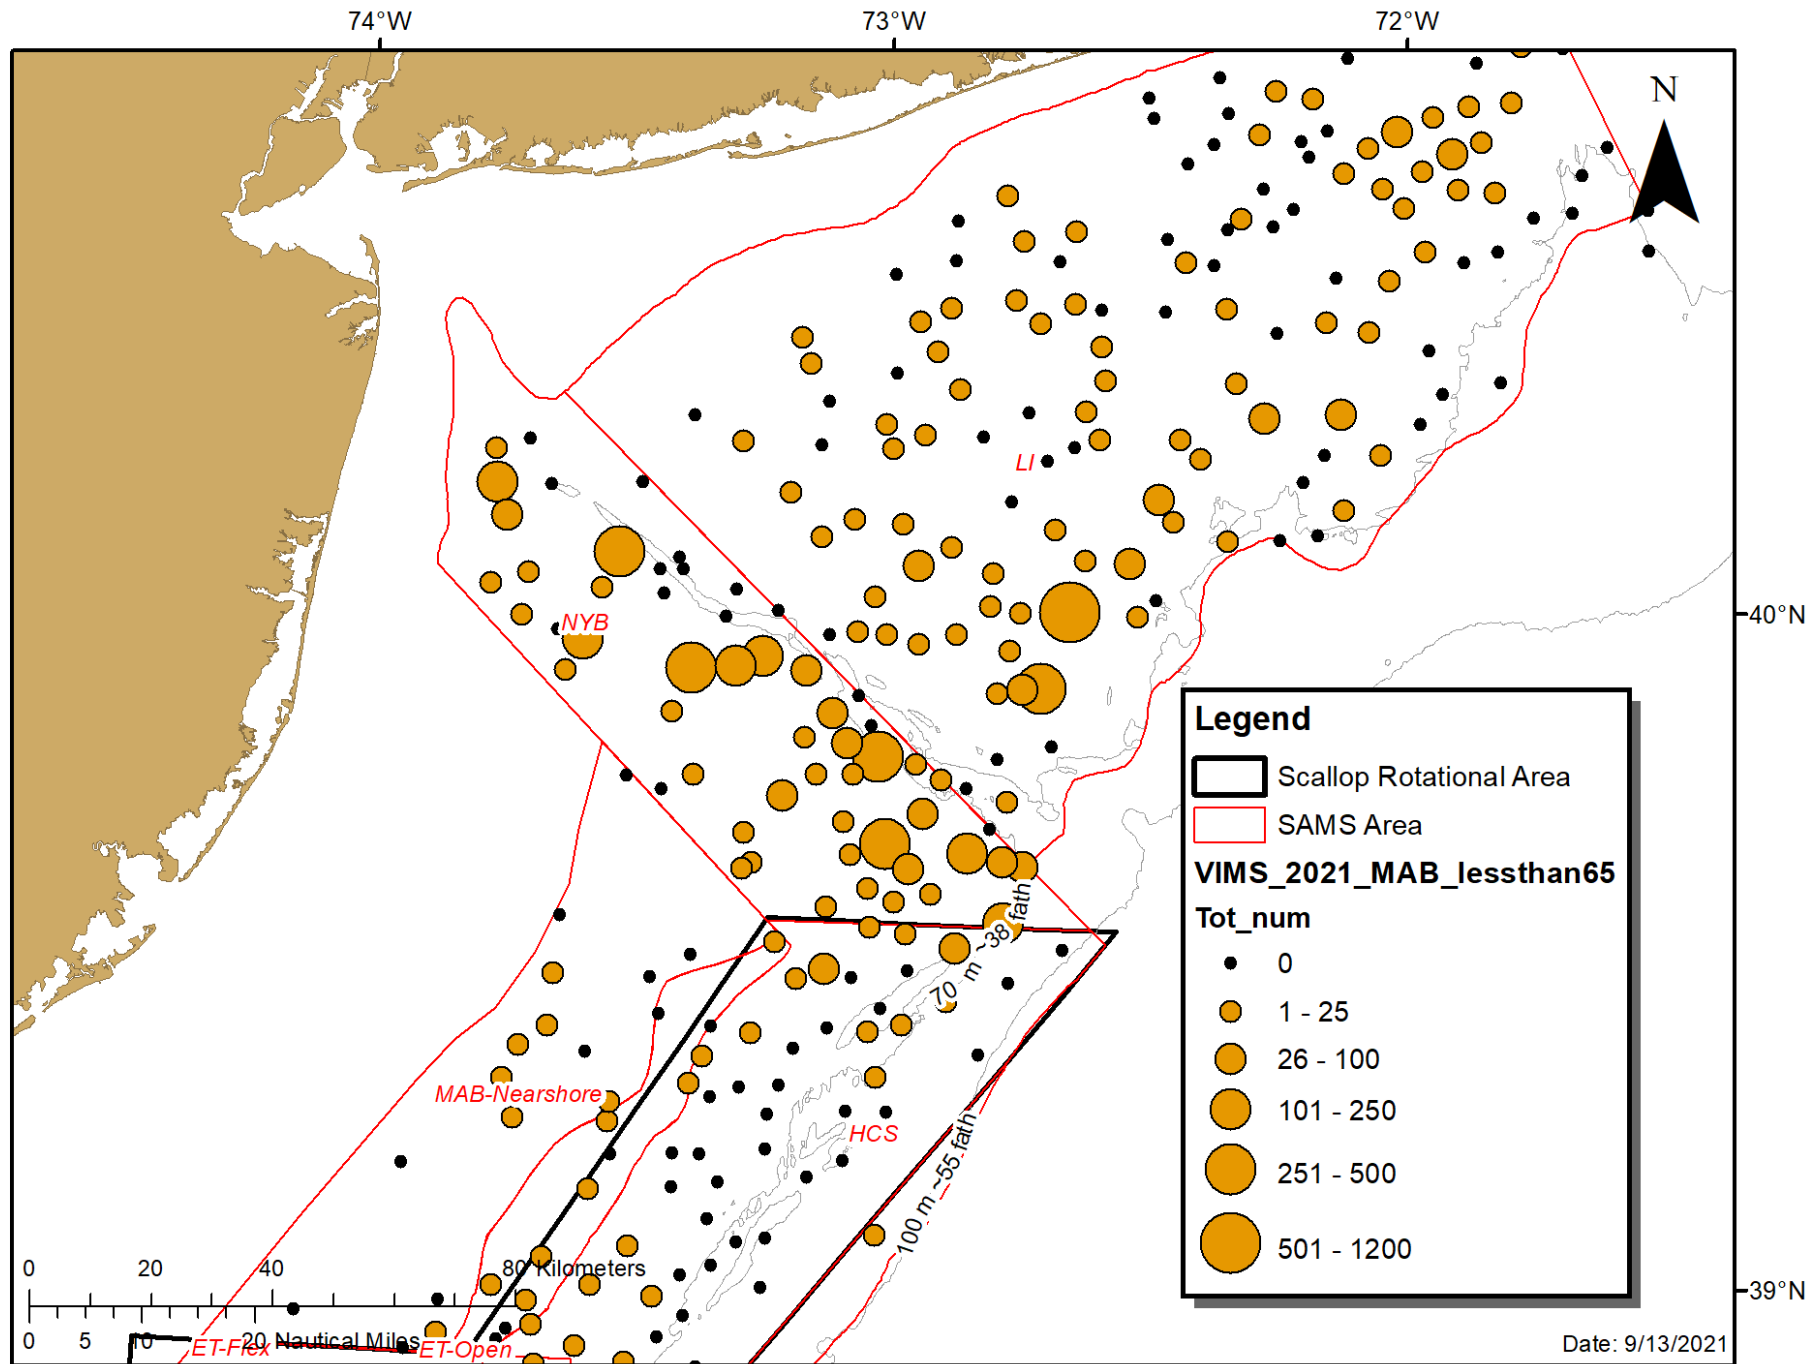 74°W 73°W 72°W
N
LI
40°N
NYB
Legend
Scallop Rotational Area
SAMS Area
VIMS_2021_MAB_lessthan65
Tot_num
0
1 - 25
26 - 100
101 - 250
251 - 500
501 - 1200
70 m ~38 fath
MAB-Nearshore
HCS
100 m ~55 fath
0 20 40 80 Kilometers
39°N
0 5 10 20 Nautical Miles
ET-Flex
ET-Open
Date: 9/13/2021